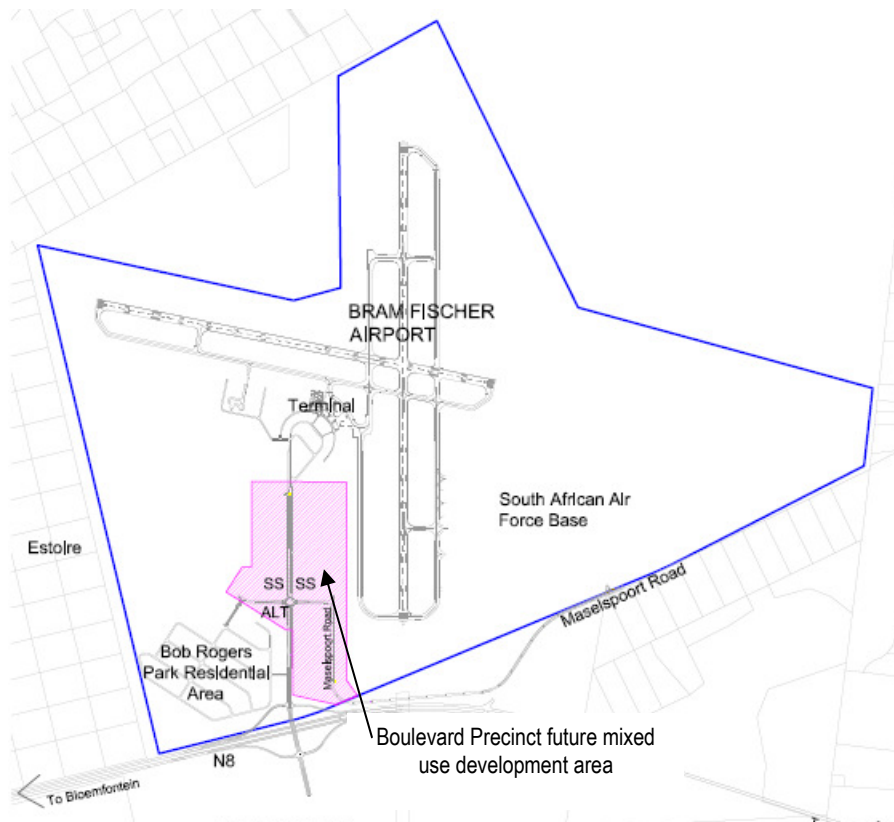 BRAM FISCHER
AIRPORT
Terminal
South African Air
Force Base
Estoire
SS SS
ALT
Maselspoort Road
Maselspoort Road
Bob Rogers
Park Residential
Area
Boulevard Precinct future mixed
use development area
N8
To Bloemfontein